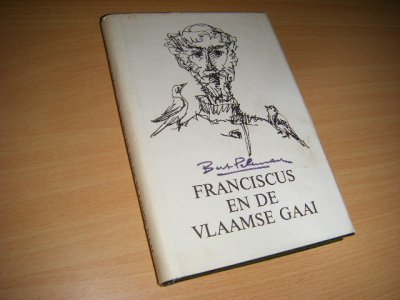 Bert Peleman
FRANCISCUS
EN DE
VLAAMSE GAAI